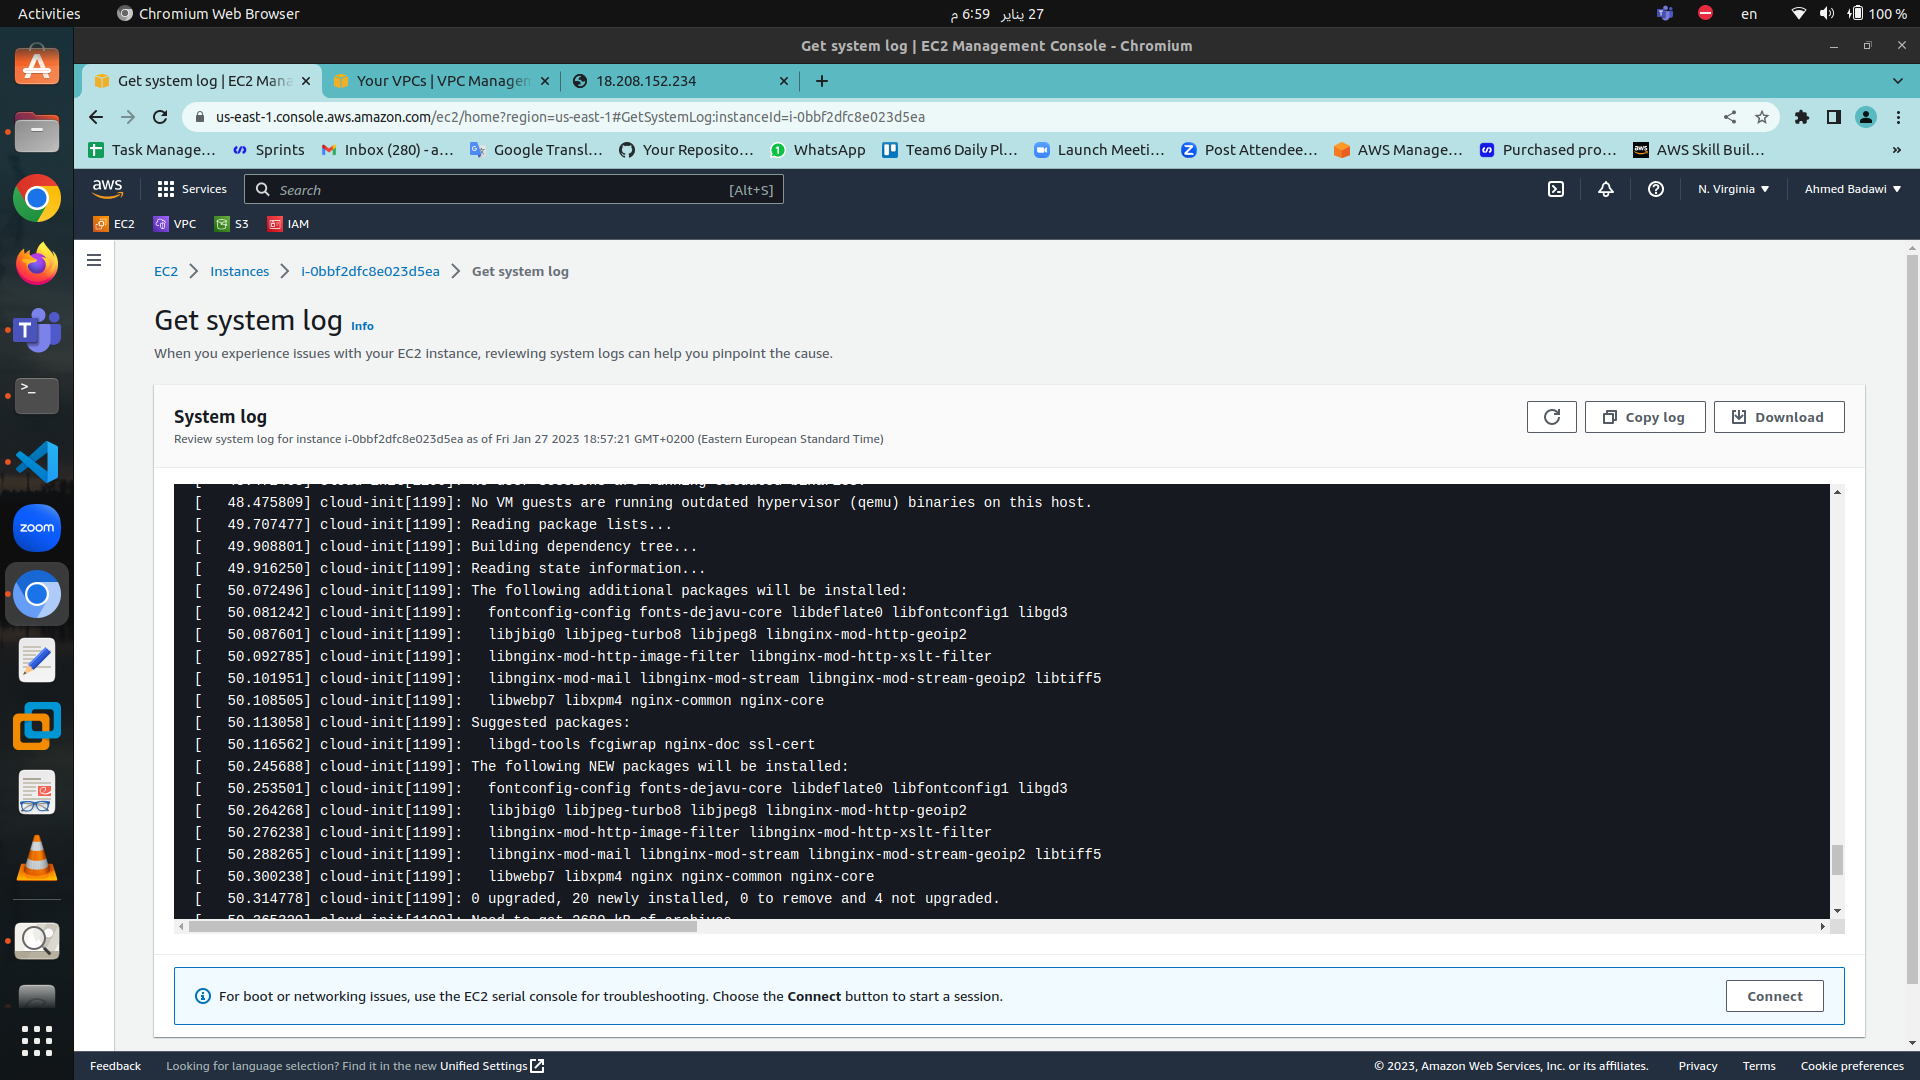 Activities
Chromium Web Browser
27 يناير 6:59 م
en
100 %
Get system log | EC2 Management Console - Chromium
Get system log | EC2 Mana
Your VPCs | VPC Managem
18.208.152.234
us-east-1.console.aws.amazon.com/ec2/home?region=us-east-1#GetSystemLog:instanceId=i-0bbf2dfc8e023d5ea
Task Manage…
Sprints
Inbox (280) - a…
Google Transl…
Your Reposito…
WhatsApp
Team6 Daily Pl…
Launch Meeti…
Post Attendee…
AWS Manage…
Purchased pro…
AWS Skill Buil…
»
aws
Services
Search
[Alt+S]
N. Virginia
Ahmed Badawi
EC2
VPC
S3
IAM
EC2 > Instances > i-0bbf2dfc8e023d5ea > Get system log
Get system log Info
When you experience issues with your EC2 instance, reviewing system logs can help you pinpoint the cause.
System log
Review system log for instance i-0bbf2dfc8e023d5ea as of Fri Jan 27 2023 18:57:21 GMT+0200 (Eastern European Standard Time)
Copy log
Download
[   48.475809] cloud-init[1199]: No VM guests are running outdated hypervisor (qemu) binaries on this host.
[   49.707477] cloud-init[1199]: Reading package lists...
[   49.908801] cloud-init[1199]: Building dependency tree...
[   49.916250] cloud-init[1199]: Reading state information...
[   50.072496] cloud-init[1199]: The following additional packages will be installed:
[   50.081242] cloud-init[1199]:   fontconfig-config fonts-dejavu-core libdeflate0 libfontconfig1 libgd3
[   50.087601] cloud-init[1199]:   libjbig0 libjpeg-turbo8 libjpeg8 libnginx-mod-http-geoip2
[   50.092785] cloud-init[1199]:   libnginx-mod-http-image-filter libnginx-mod-http-xslt-filter
[   50.101951] cloud-init[1199]:   libnginx-mod-mail libnginx-mod-stream libnginx-mod-stream-geoip2 libtiff5
[   50.108505] cloud-init[1199]:   libwebp7 libxpm4 nginx-common nginx-core
[   50.113058] cloud-init[1199]: Suggested packages:
[   50.116562] cloud-init[1199]:   libgd-tools fcgiwrap nginx-doc ssl-cert
[   50.245688] cloud-init[1199]: The following NEW packages will be installed:
[   50.253501] cloud-init[1199]:   fontconfig-config fonts-dejavu-core libdeflate0 libfontconfig1 libgd3
[   50.264268] cloud-init[1199]:   libjbig0 libjpeg-turbo8 libjpeg8 libnginx-mod-http-geoip2
[   50.276238] cloud-init[1199]:   libnginx-mod-http-image-filter libnginx-mod-http-xslt-filter
[   50.288265] cloud-init[1199]:   libnginx-mod-mail libnginx-mod-stream libnginx-mod-stream-geoip2 libtiff5
[   50.300238] cloud-init[1199]:   libwebp7 libxpm4 nginx nginx-common nginx-core
[   50.314778] cloud-init[1199]: 0 upgraded, 20 newly installed, 0 to remove and 4 not upgraded.
For boot or networking issues, use the EC2 serial console for troubleshooting. Choose the Connect button to start a session.
Connect
zoom
Feedback
Looking for language selection? Find it in the new Unified Settings
© 2023, Amazon Web Services, Inc. or its affiliates.
Privacy
Terms
Cookie preferences